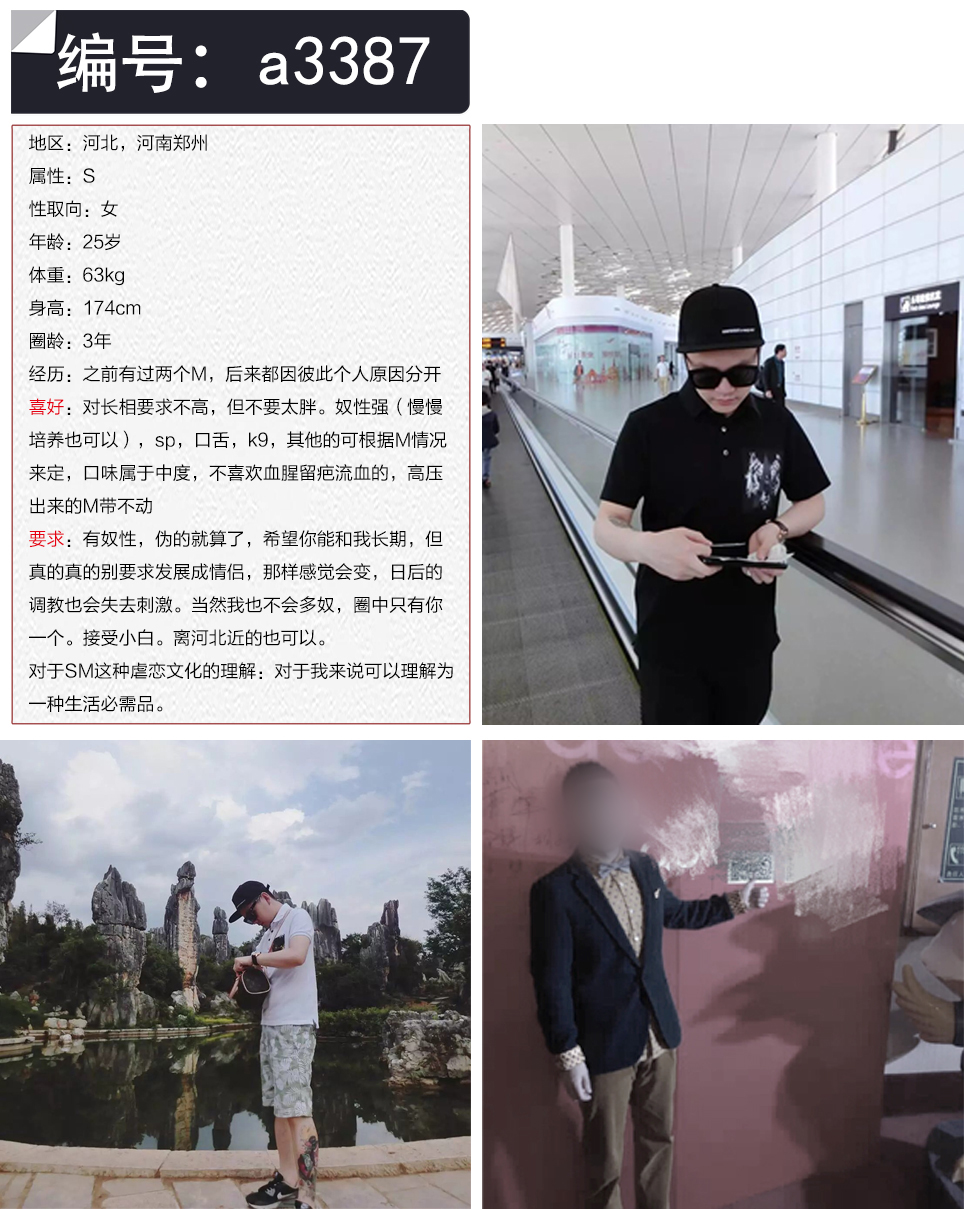 编号：a3387
地区：河北，河南郑州
属性：S
性取向：女
年龄：25岁
体重：63kg
身高：174cm
圈龄：3年
经历：之前有过两个M，后来都因彼此个人原因分开
喜好：对长相要求不高，但不要太胖。奴性强（慢慢
培养也可以），sp，口舌，k9，其他的可根据M情况
来定，口味属于中度，不喜欢血腥留疤流血的，高压
出来的M带不动
要求：有奴性，伪的就算了，希望你能和我长期，但
真的真的别要求发展成情侣，那样感觉会变，日后的
调教也会失去刺激。当然我也不会多奴，圈中只有你
一个。接受小白。离河北近的也可以。
对于SM这种虐恋文化的理解：对于我来说可以理解为
一种生活必需品。